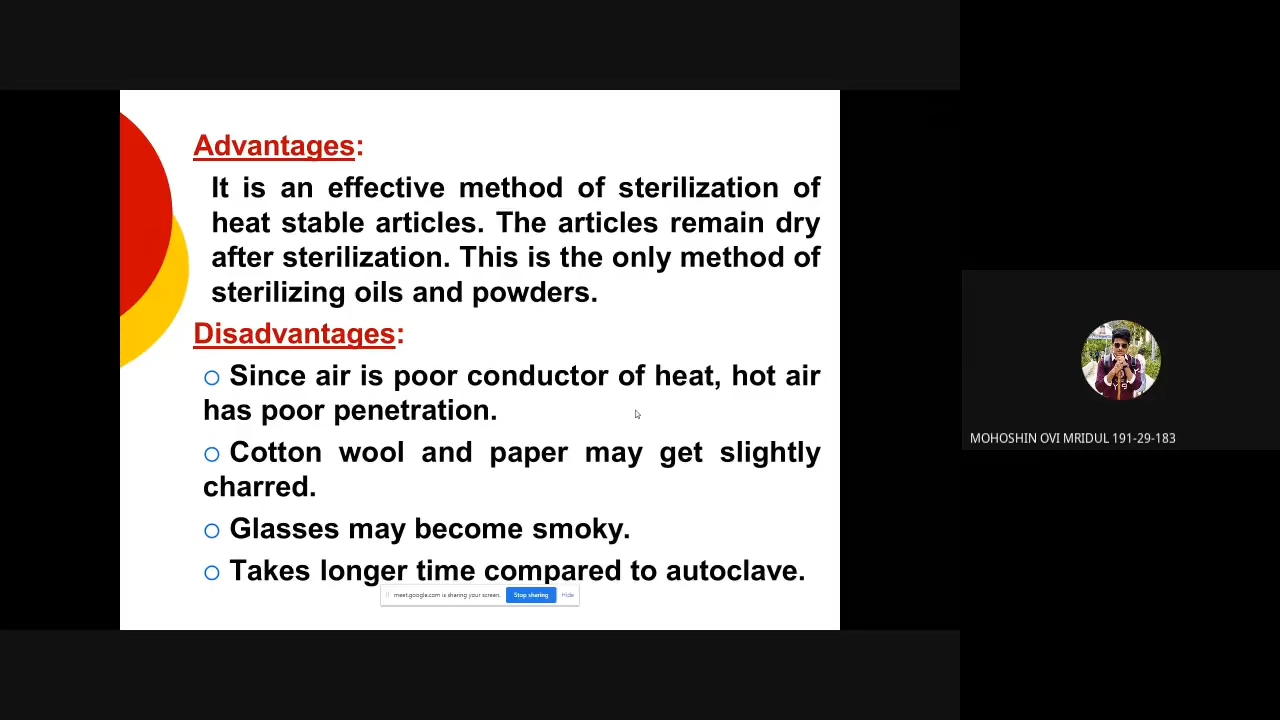 Advantages:
It is an effective method of sterilization of
heat stable articles. The articles remain dry
after sterilization. This is the only method of
sterilizing oils and powders.
Disadvantages:
Since air is poor conductor of heat, hot air
has poor penetration.
Cotton wool and paper may get slightly
charred.
Glasses may become smoky.
Takes longer time compared to autoclave.
meet.google.com is sharing your screen. Stop sharing Hide
MOHOSHIN OVI MRIDUL 191-29-183